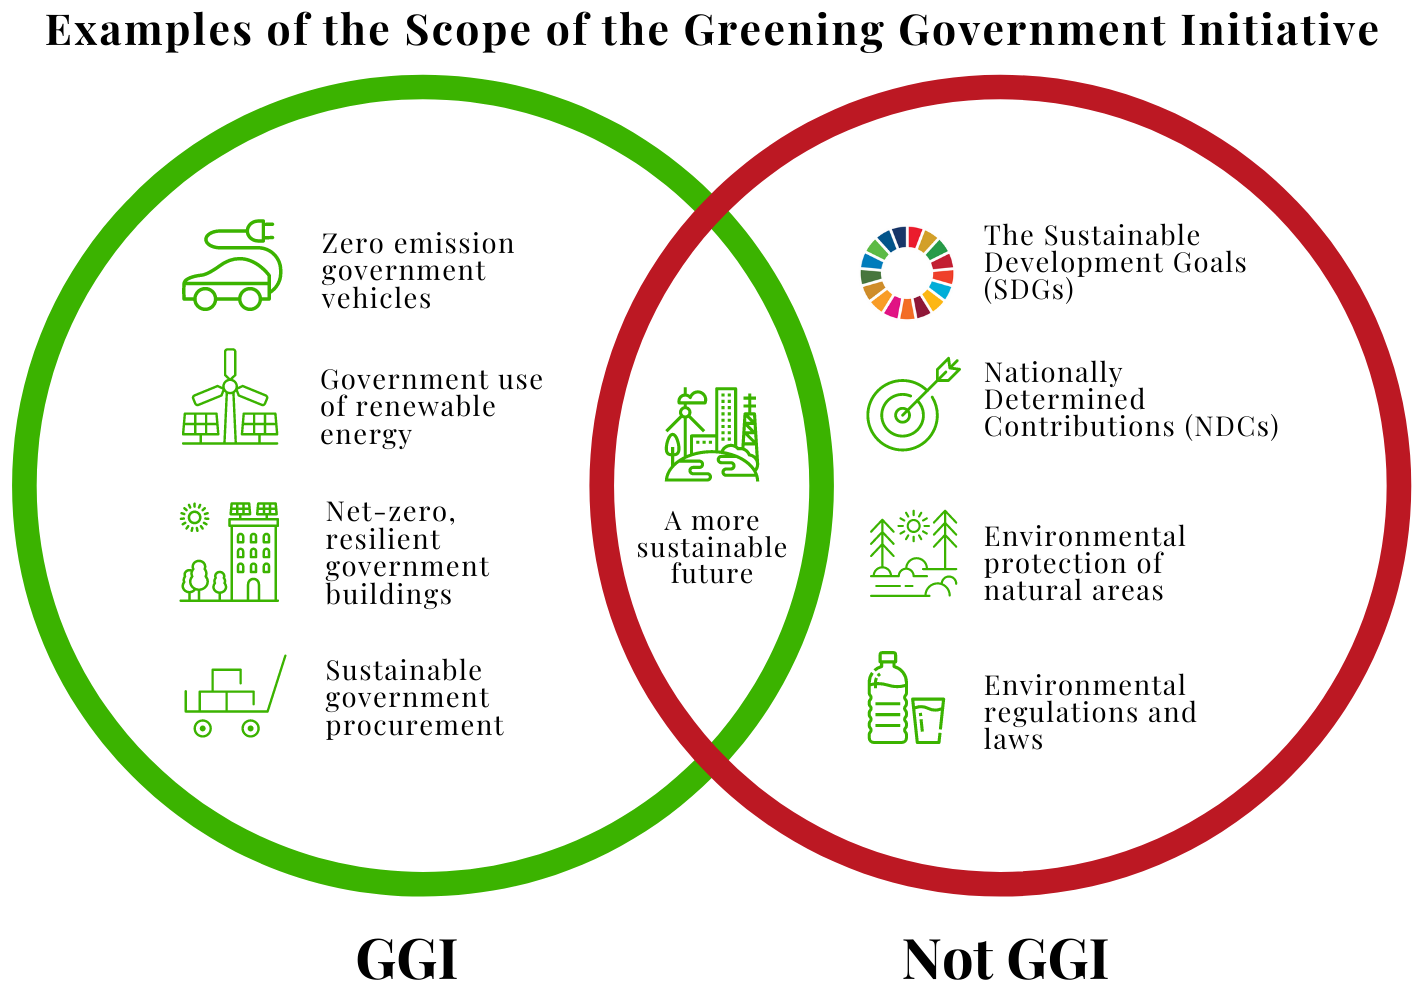 Examples of the Scope of the Greening Government Initiative
Zero emission
government
vehicles
Government use
of renewable
energy
Net-zero,
resilient
government
buildings
Sustainable
government
procurement
A more
sustainable
future
The Sustainable
Development Goals
(SDGs)
Nationally
Determined
Contributions (NDCs)
Environmental
protection of
natural areas
Environmental
regulations and
laws
GGI
Not GGI